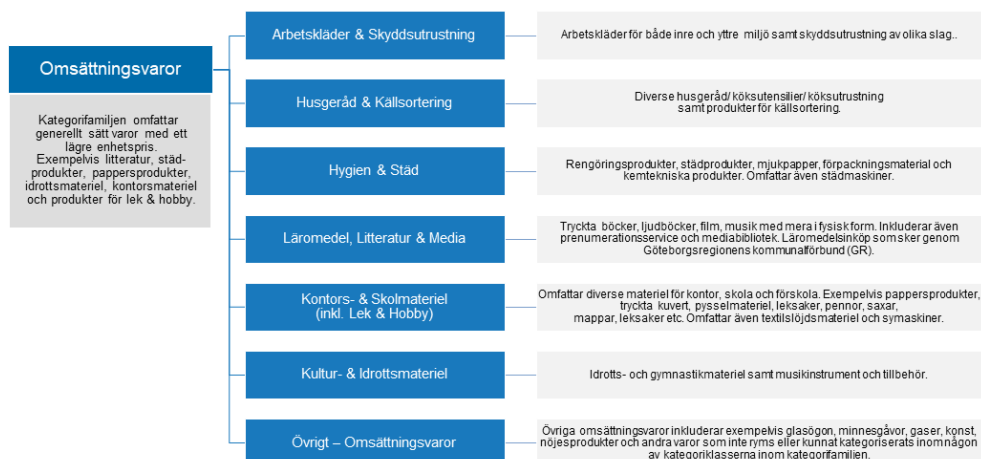 Omsättningsvaror
Kategorifamiljen omfattar
generellt sätt varor med ett
lägre enhetspris.
Exempelvis litteratur, städ-
produkter, pappersprodukter,
idrottsmateriel, kontorsmateriel
och produkter för lek & hobby.
Arbetskläder & Skyddsutrustning
Arbetskläder för både inre och yttre miljö samt skyddsutrustning av olika slag..
Husgeråd & Källsortering
Diverse husgeråd/ köksutensilier/ köksutrustning
samt produkter för källsortering.
Hygien & Städ
Rengöringsprodukter, städprodukter, mjukpapper, förpackningsmaterial och
kemtekniska produkter. Omfattar även städmaskiner.
Läromedel, Litteratur & Media
Tryckta böcker, ljudböcker, film, musik med mera i fysisk form. Inkluderar även
prenumerationsservice och mediabibliotek. Läromedelsinköp som sker genom
Göteborgsregionens kommunalförbund (GR).
Kontors- & Skolmateriel
(inkl. Lek & Hobby)
Omfattar diverse materiel för kontor, skola och förskola. Exempelvis pappersprodukter,
tryckta kuvert, pysselmateriel, leksaker, pennor, saxar,
mappar, leksaker etc. Omfattar även textilslöjdsmateriel och symaskiner.
Kultur- & Idrottsmateriel
Idrotts- och gymnastikmateriel samt musikinstrument och tillbehör.
Övrigt – Omsättningsvaror
Övriga omsättningsvaror inkluderar exempelvis glasögon, minnesgåvor, gaser, konst,
nöjesprodukter och andra varor som inte ryms eller kunnat kategoriserats inom någon
av kategoriklasserna inom kategorifamiljen.